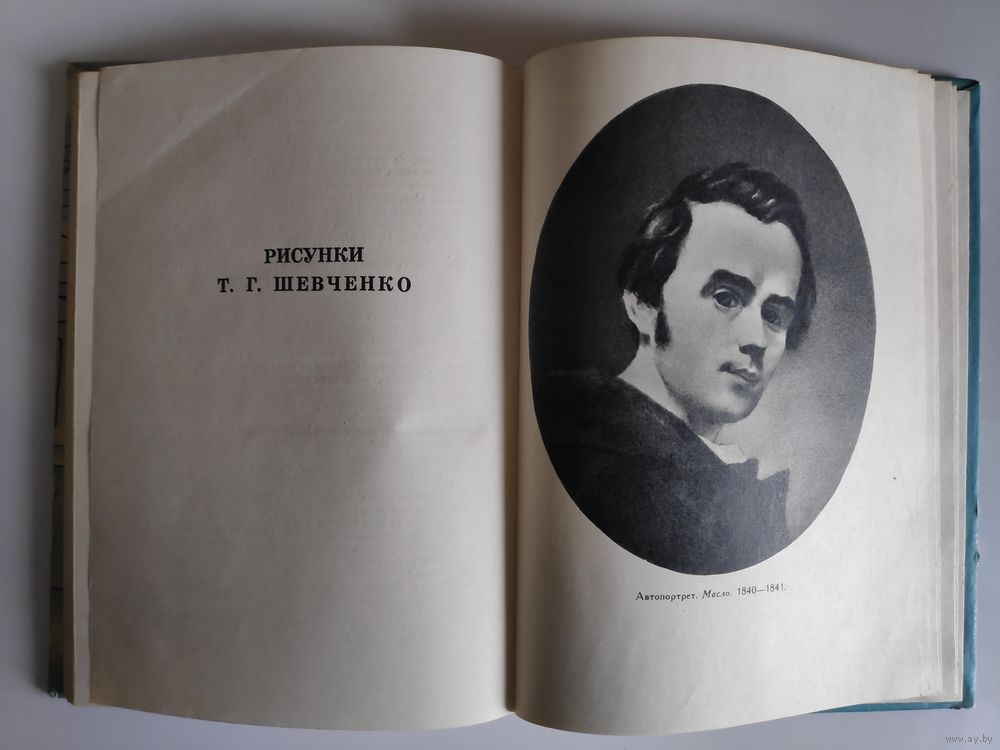 РИСУНКИ
Т. Г. ШЕВЧЕНКО
Автопортрет. Масло. 1840—1841.
© www.ay.by